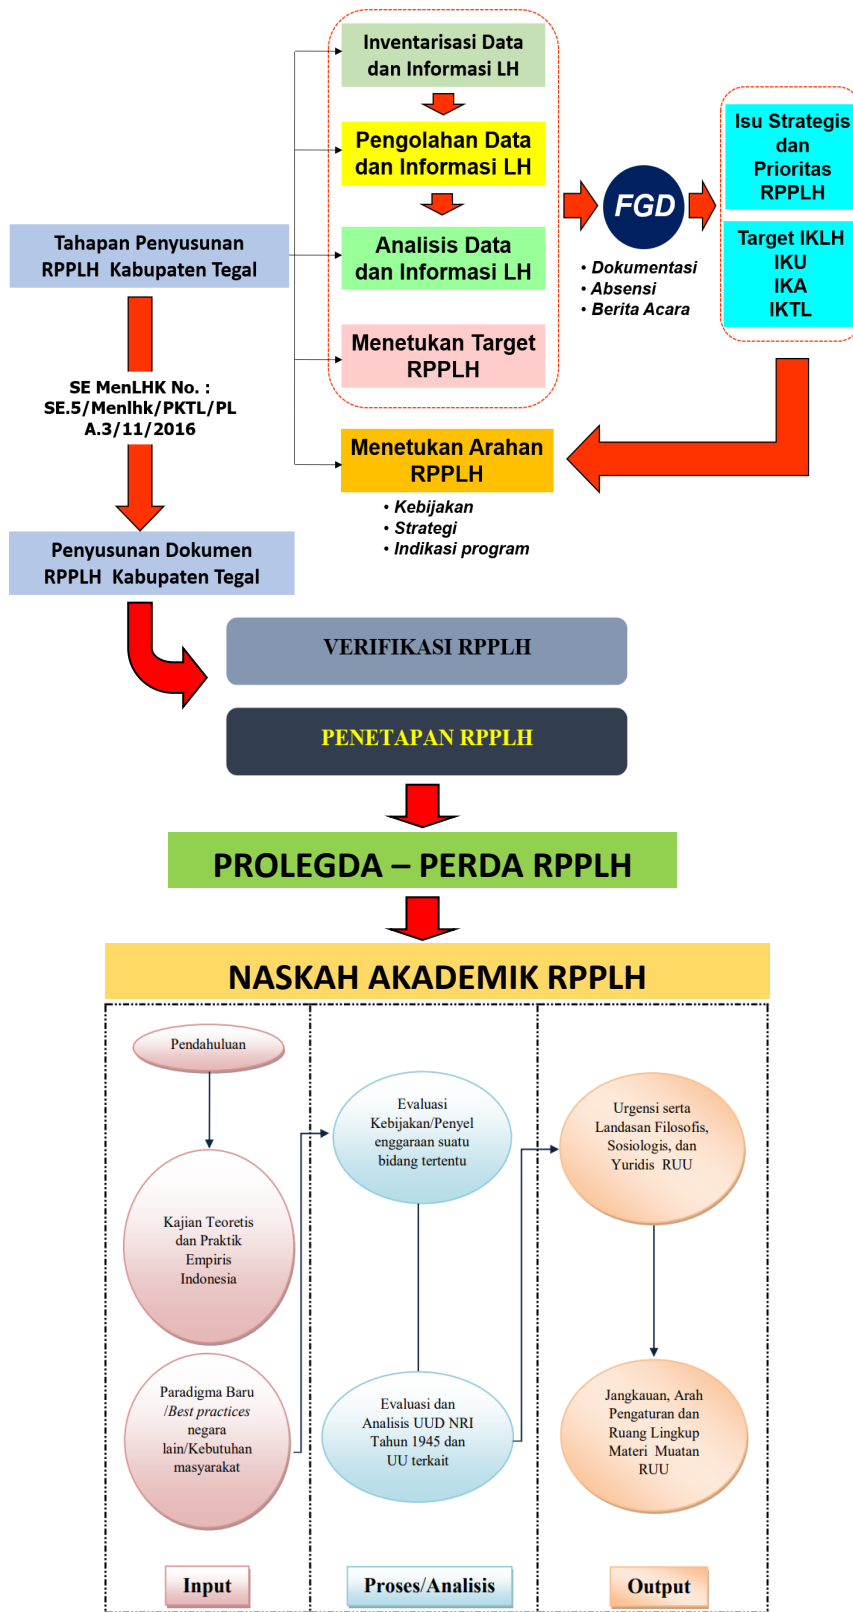 Inventarisasi Data
dan Informasi LH
Pengolahan Data
dan Informasi LH
Analisis Data
dan Informasi LH
Menetukan Target
RPPLH
FGD
• Dokumentasi
• Absensi
• Berita Acara
Isu Strategis
dan
Prioritas
RPPLH
Target IKLH
IKU
IKA
IKTL
Tahapan Penyusunan
RPPLH Kabupaten Tegal
SE MenLHK No. :
SE.5/Menlhk/PKTL/PL
A.3/11/2016
Menetukan Arahan
RPPLH
• Kebijakan
• Strategi
• Indikasi program
Penyusunan Dokumen
RPPLH Kabupaten Tegal
VERIFIKASI RPPLH
PENETAPAN RPPLH
PROLEGDA – PERDA RPPLH
NASKAH AKADEMIK RPPLH
Pendahuluan
Kajian Teoretis
dan Praktik
Empiris
Indonesia
Paradigma Baru
/Best practices
negara
lain/Kebutuhan
masyarakat
Input
Evaluasi
Kebijakan/Penyel
enggaraan suatu
bidang tertentu
Evaluasi dan
Analisis UUD NRI
Tahun 1945 dan
UU terkait
Proses/Analisis
Urgensi serta
Landasan Filosofis,
Sosiologis, dan
Yuridis RUU
Jangkauan, Arah
Pengaturan dan
Ruang Lingkup
Materi Muatan
RUU
Output